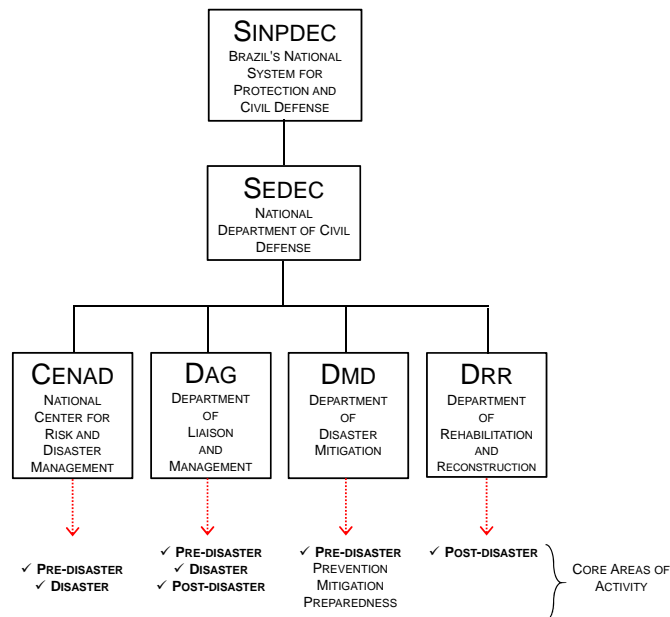 SINPDEC
BRAZIL'S NATIONAL
SYSTEM FOR
PROTECTION AND
CIVIL DEFENSE
SEDEC
NATIONAL
DEPARTMENT OF CIVIL
DEFENSE
CENAD
NATIONAL
CENTER FOR
RISK AND
DISASTER
MANAGEMENT
DAG
DEPARTMENT
OF
LIAISON
AND
MANAGEMENT
DMD
DEPARTMENT
OF
DISASTER
MITIGATION
DRR
DEPARTMENT
OF
REHABILITATION
AND
RECONSTRUCTION
✓ PRE-DISASTER
✓ DISASTER
✓ PRE-DISASTER
✓ DISASTER
✓ POST-DISASTER
✓ PRE-DISASTER
PREVENTION
MITIGATION
PREPAREDNESS
✓ POST-DISASTER
CORE AREAS OF
ACTIVITY